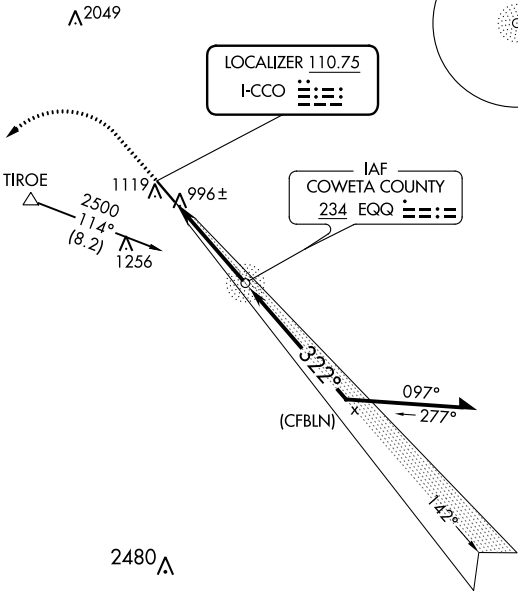 2049
LOCALIZER 110.75
I-CCO
IAF
COWETA COUNTY
234 EQQ
TIROE
1119
996±
2500
114°
(8.2)
1256
322°
097°
277°
(CFBLN)
x
142°
2480